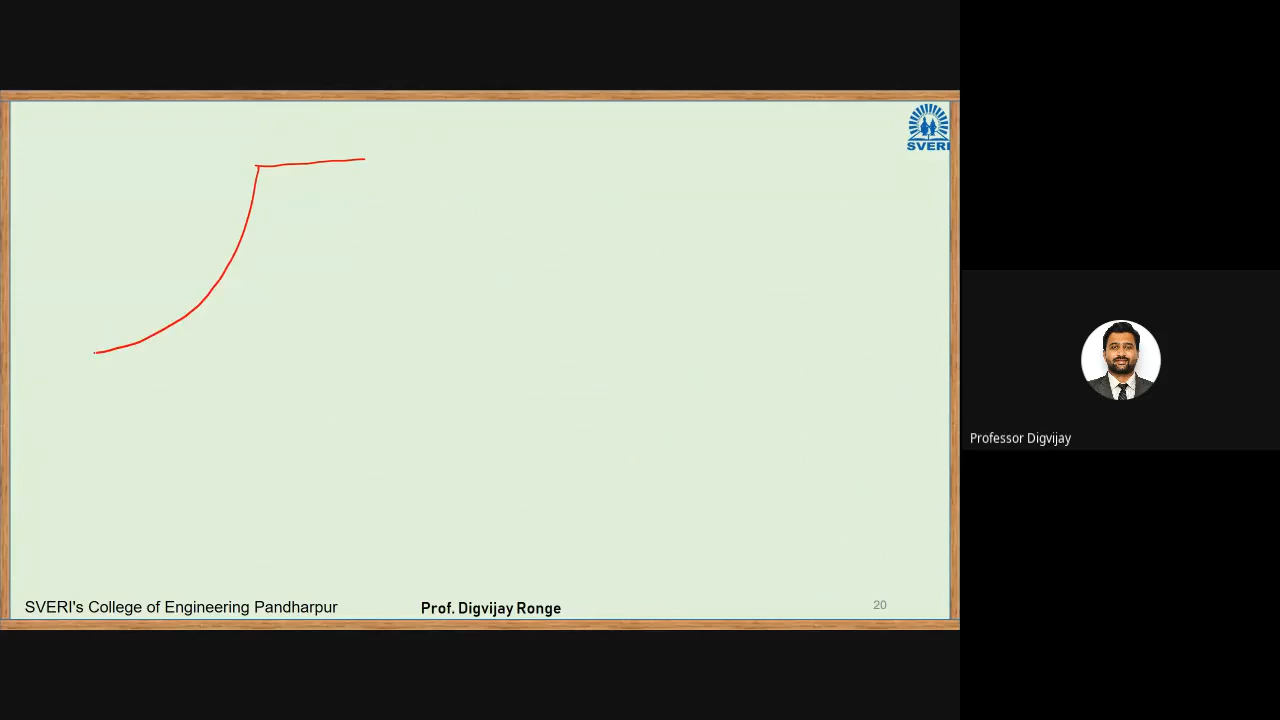 SVERI
Professor Digvijay
SVERI's College of Engineering Pandharpur
Prof. Digvijay Ronge
20